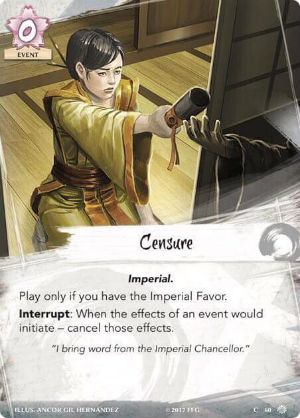 0
EVENT
Censure
Imperial.
Play only if you have the Imperial Favor.
Interrupt: When the effects of an event would
initiate – cancel those effects.
"I bring word from the Imperial Chancellor."
ILLUS. ANCOR GIL HERNÁNDEZ
©2017 FFG
C 60